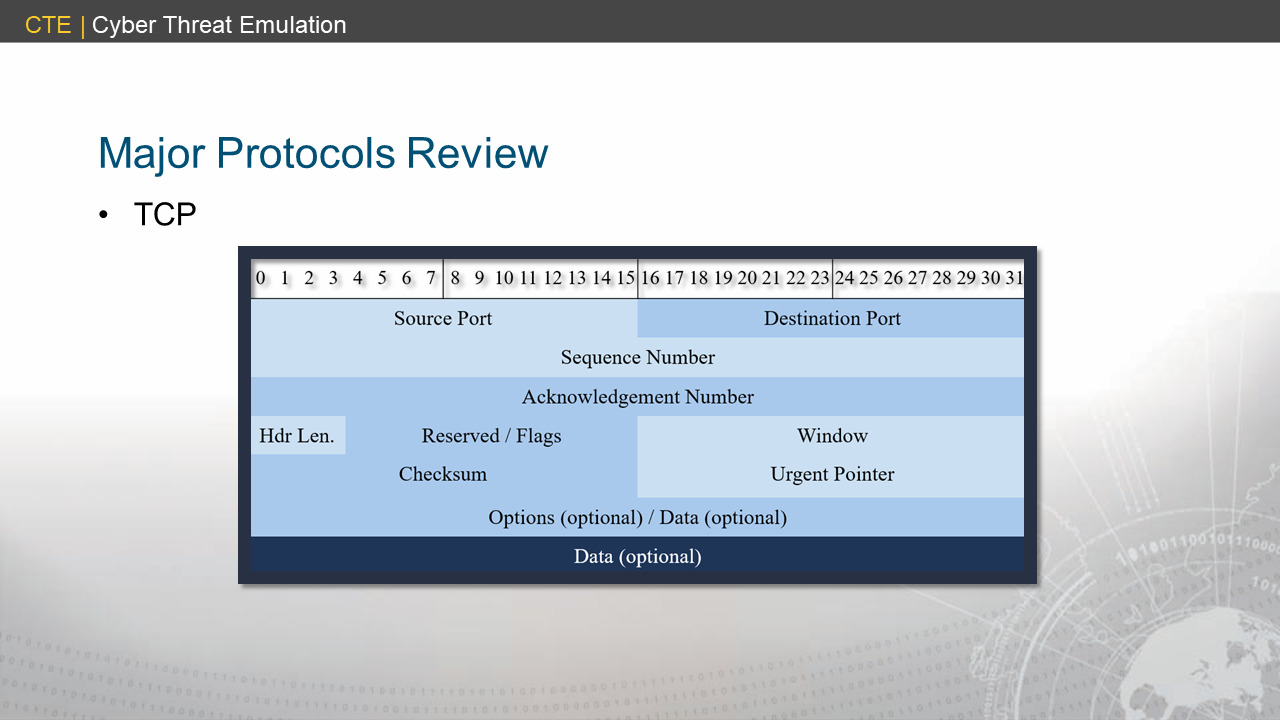 CTE | Cyber Threat Emulation
Major Protocols Review
• TCP
0 1 2 3 4 5 6 7 8 9 10 11 12 13 14 15 16 17 18 19 20 21 22 23 24 25 26 27 28 29 30 31
Source Port Destination Port
Sequence Number
Acknowledgement Number
Hdr Len. Reserved / Flags Window
Checksum Urgent Pointer
Options (optional) / Data (optional)
Data (optional)